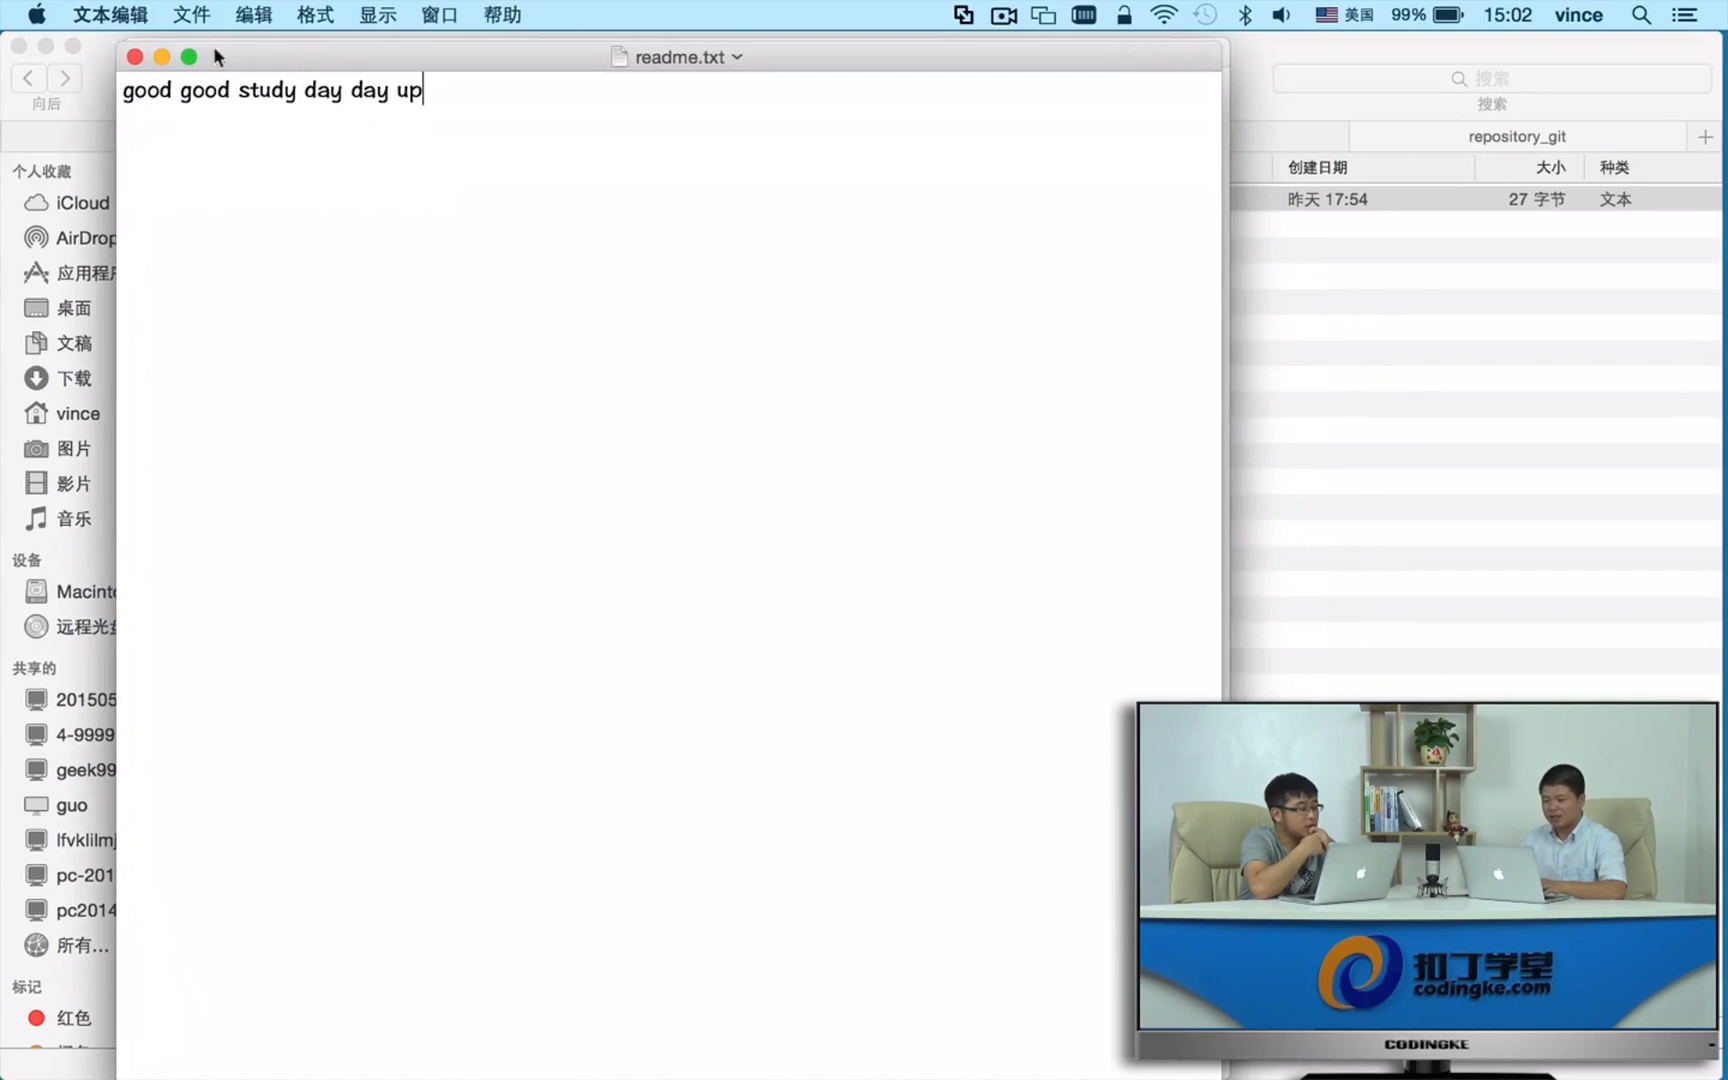 文本编辑 文件 编辑 格式 显示 窗口 帮助 美国 99% 15:02 vince
readme.txt
good good study day day up
搜索
向后
搜索
repository_git
创建日期 大小 种类
昨天 17:54 27 字节 文本
个人收藏
iCloud
AirDrop
应用程序
桌面
文稿
下载
vince
图片
影片
音乐
设备
Macinto
远程光盘
共享的
201505
4-9999
geek99
guo
lfvklilmj
pc-201
pc2014
所有...
标记
红色
扣丁学堂
codingke.com
CODINGKE